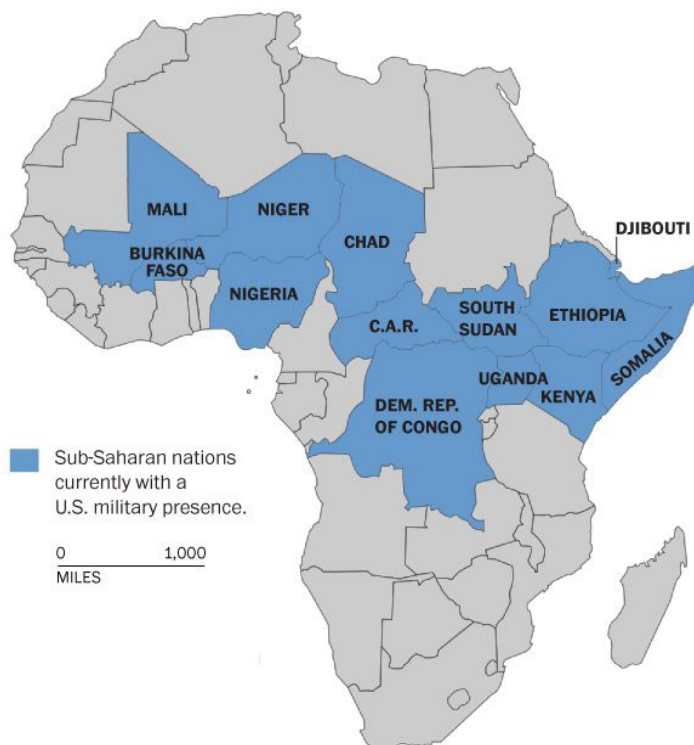 DJIBOUTI
MALI
NIGER
CHAD
BURKINA
FASO
NIGERIA
C.A.R.
SOUTH
SUDAN
ETHIOPIA
SOMALIA
UGANDA
KENYA
DEM. REP.
OF CONGO
Sub-Saharan nations
currently with a
U.S. military presence.
0 1,000
MILES